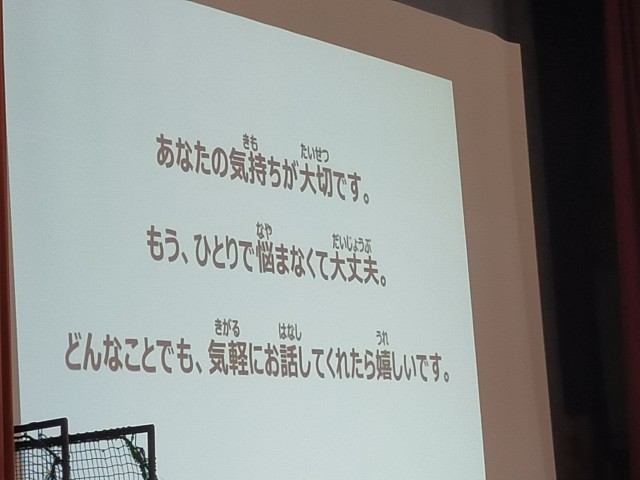 あなたの気持ちが大切です。
もう、ひとりで悩まなくて大丈夫。
どんなことでも、気軽にお話してくれたら嬉しいです。